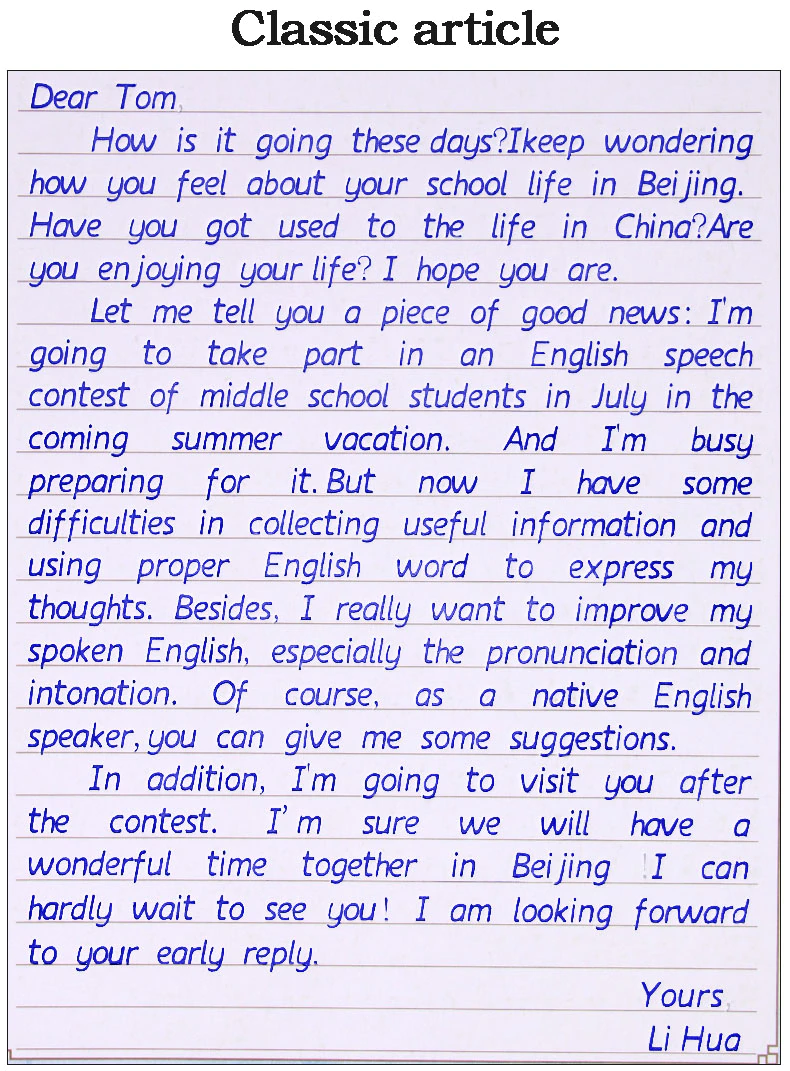 Classic article
Dear Tom,
How is it going these days?Ikeep wondering
how you feel about your school life in Beijing.
Have you got used to the life in China?Are
you enjoying your life? I hope you are.
Let me tell you a piece of good news: I'm
going to take part in an English speech
contest of middle school students in July in the
coming summer vacation. And I'm busy
preparing for it. But now I have some
difficulties in collecting useful information and
using proper English word to express my
thoughts. Besides, I really want to improve my
spoken English, especially the pronunciation and
intonation. Of course, as a native English
speaker, you can give me some suggestions.
In addition, I'm going to visit you after
the contest. I'm sure we will have a
wonderful time together in Beijing !I can
hardly wait to see you! I am looking forward
to your early reply.
Yours,
Li Hua